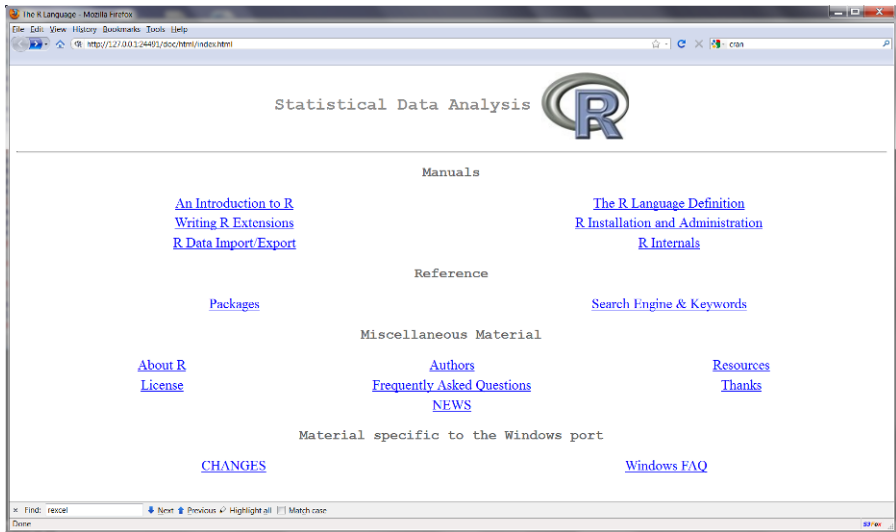 The R Language - Mozilla Firefox
File Edit View History Bookmarks Tools Help
http://127.0.0.1:24491/doc/html/index.html
cran
Statistical Data Analysis R
Manuals
An Introduction to R The R Language Definition
Writing R Extensions R Installation and Administration
R Data Import/Export R Internals
Reference
Packages Search Engine & Keywords
Miscellaneous Material
About R Authors Resources
License Frequently Asked Questions Thanks
NEWS
Material specific to the Windows port
CHANGES Windows FAQ
× Find: rexcel Next Previous Highlight all Match case
Done